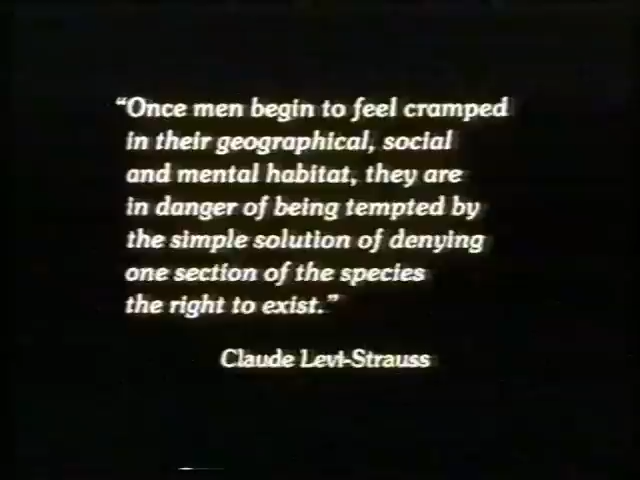 “Once men begin to feel cramped
in their geographical, social
and mental habitat, they are
in danger of being tempted by
the simple solution of denying
one section of the species
the right to exist.”
Claude Levi-Strauss